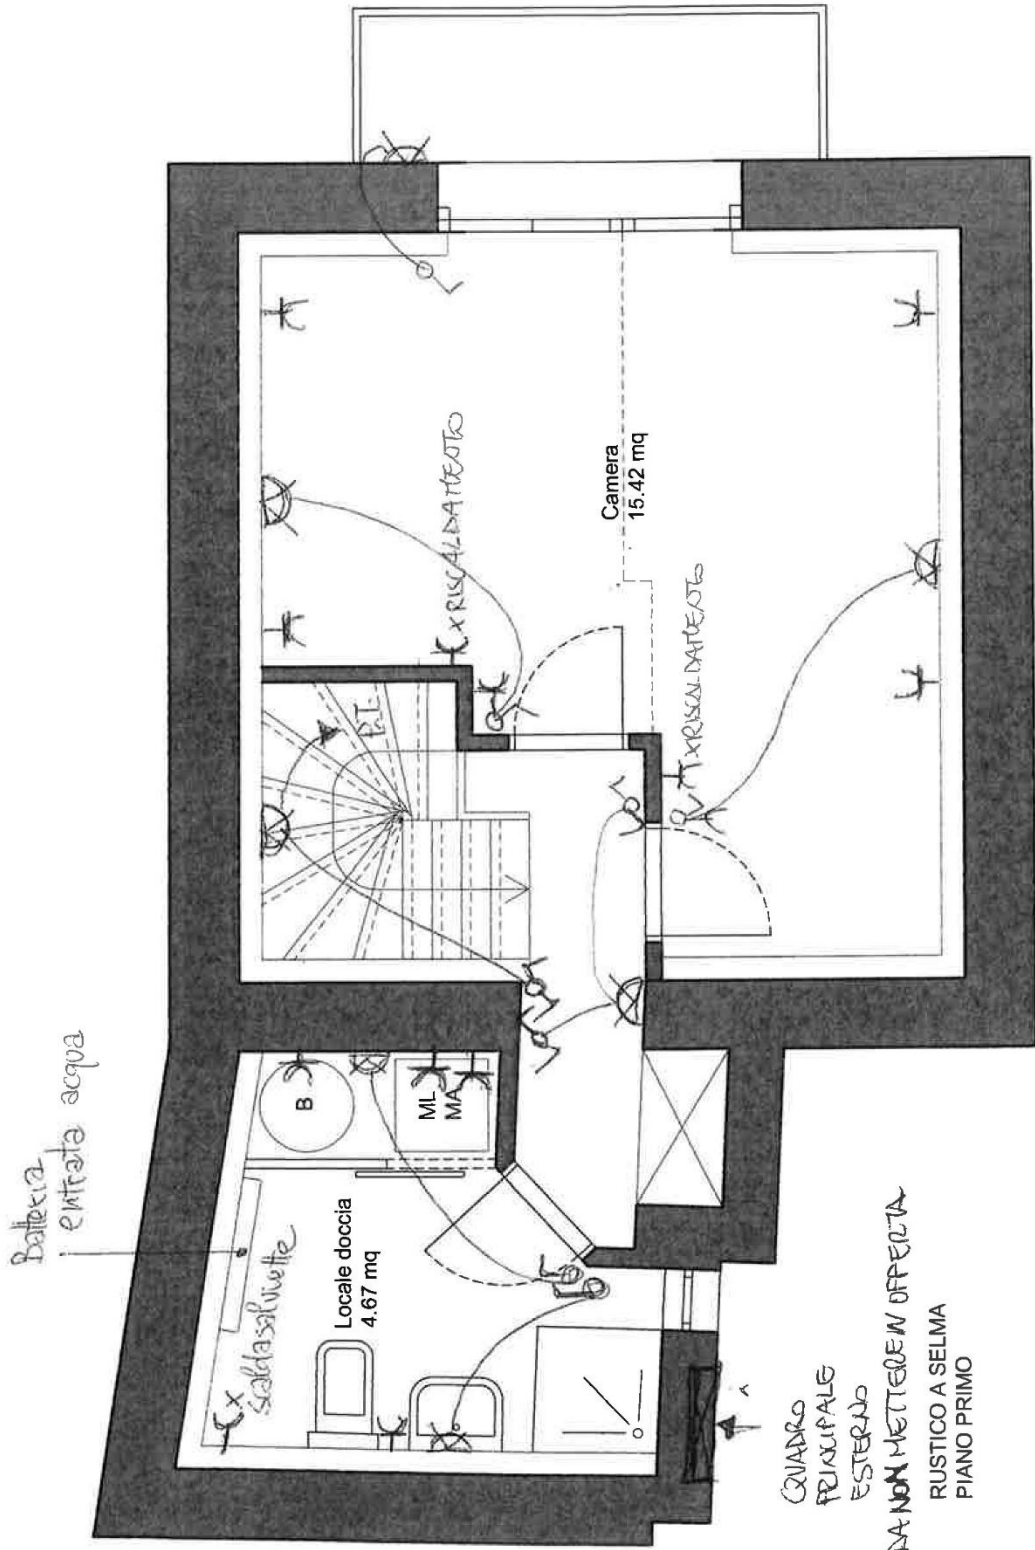 Batteria
entrata acqua
scaldasalviette
x
Locale doccia
4.67 mq
B
ML
MA
P.T.
x RISCALDAMENTO
Camera
15.42 mq
x RISCALDAMENTO
QUADRO
PRINCIPALE
ESTERNO
DA NON METTERE IN OFFERTA
RUSTICO A SELMA
PIANO PRIMO